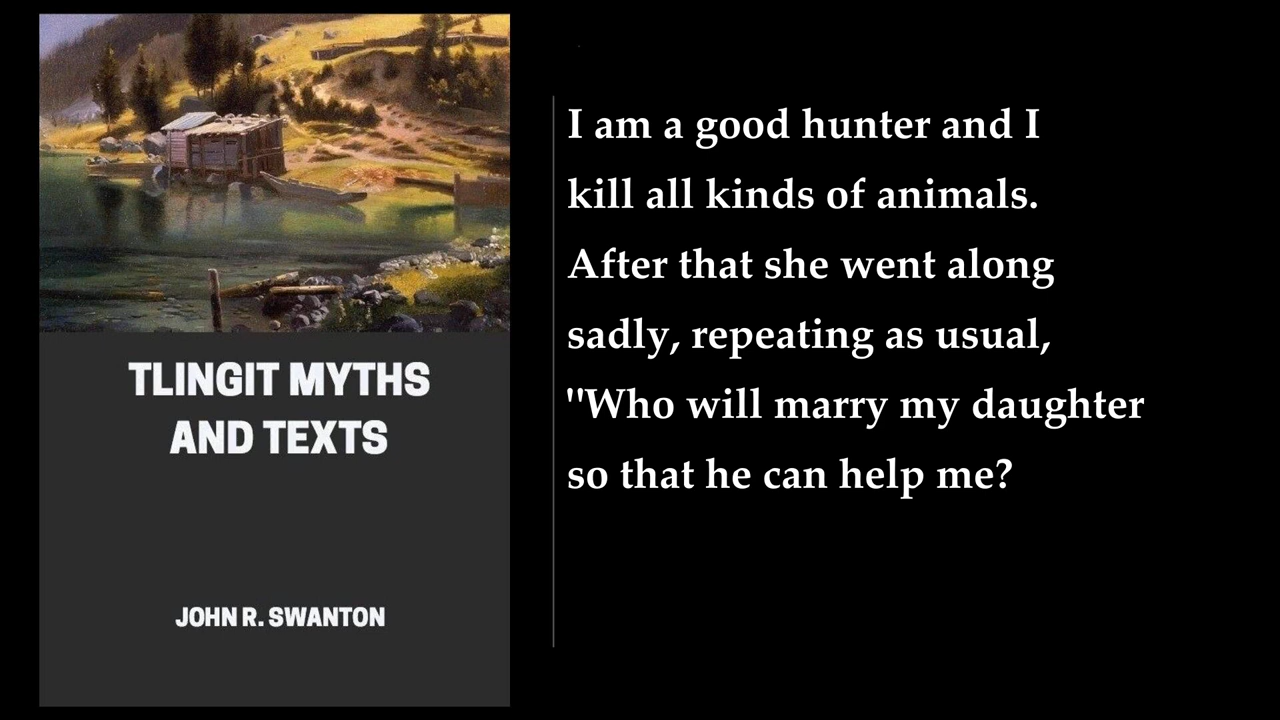 TLINGIT MYTHS
AND TEXTS
JOHN R. SWANTON
I am a good hunter and I
kill all kinds of animals.
After that she went along
sadly, repeating as usual,
"Who will marry my daughter
so that he can help me?